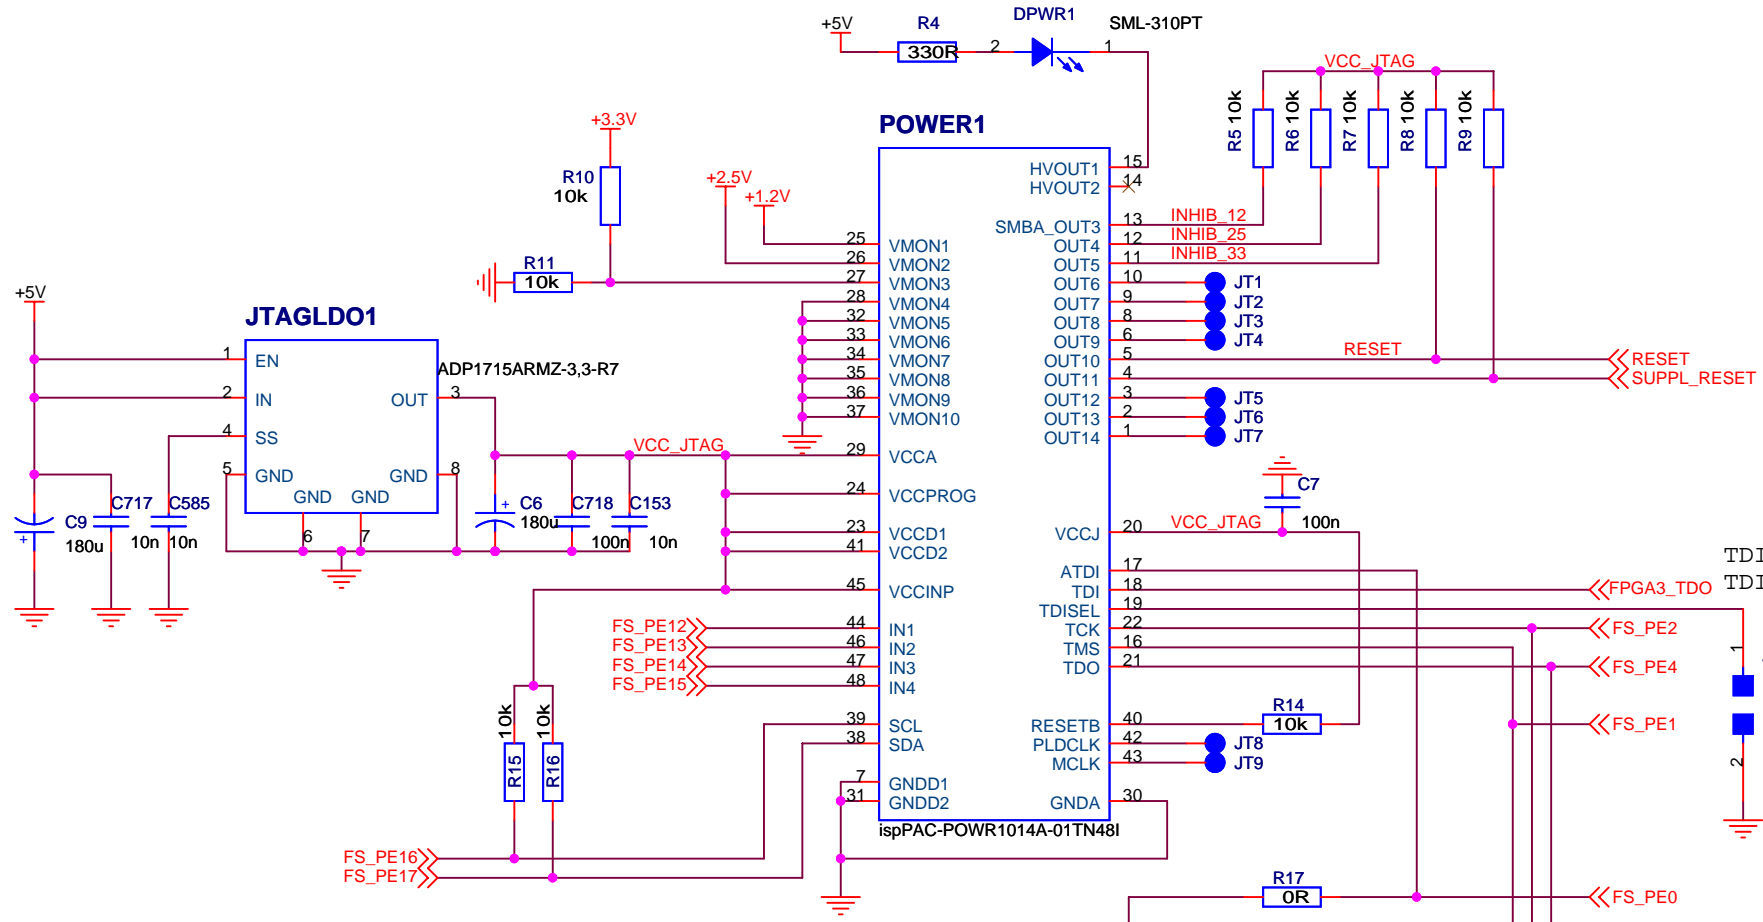 +5V
R4
330R
DPWR1
2
1
SML-310PT
VCC_JTAG
R5 10k
R6 10k
R7 10k
R8 10k
R9 10k
+3.3V
R10
10k
R11
10k
+2.5V
+1.2V
POWER1
25 VMON1
26 VMON2
27 VMON3
28 VMON4
32 VMON5
33 VMON6
34 VMON7
35 VMON8
36 VMON9
37 VMON10
29 VCCA
24 VCCPROG
23 VCCD1
41 VCCD2
45 VCCINP
44 IN1
46 IN2
47 IN3
48 IN4
39 SCL
38 SDA
7 GNDD1
31 GNDD2
HVOUT1 15
HVOUT2 14
SMBA_OUT3 13 INHIB_12
OUT4 12 INHIB_25
OUT5 11 INHIB_33
OUT6 10 JT1
OUT7 9 JT2
OUT8 8 JT3
OUT9 6 JT4
OUT10 5 RESET RESET
OUT11 4 SUPPL_RESET
OUT12 3 JT5
OUT13 2 JT6
OUT14 1 JT7
VCCJ 20 VCC_JTAG
C7
100n
ATDI 17
TDI 18 FPGA3_TDO
TDISEL 19
TCK 22 FS_PE2
TMS 16
TDO 21 FS_PE4
FS_PE1
RESETB 40
R14
10k
PLDCLK 42 JT8
MCLK 43 JT9
GNDA 30
ispPAC-POWR1014A-01TN48I
R17
0R
FS_PE0
TDI
TDI
1
2
+5V
JTAGLDO1
ADP1715ARMZ-3,3-R7
1 EN
2 IN
4 SS
5 GND
GND 6
GND 7
GND 8
OUT 3
C9
180u
C717
10n
C585
10n
C6
180u
C718
100n
C153
10n
VCC_JTAG
FS_PE12
FS_PE13
FS_PE14
FS_PE15
R15 10k
R16 10k
FS_PE16
FS_PE17